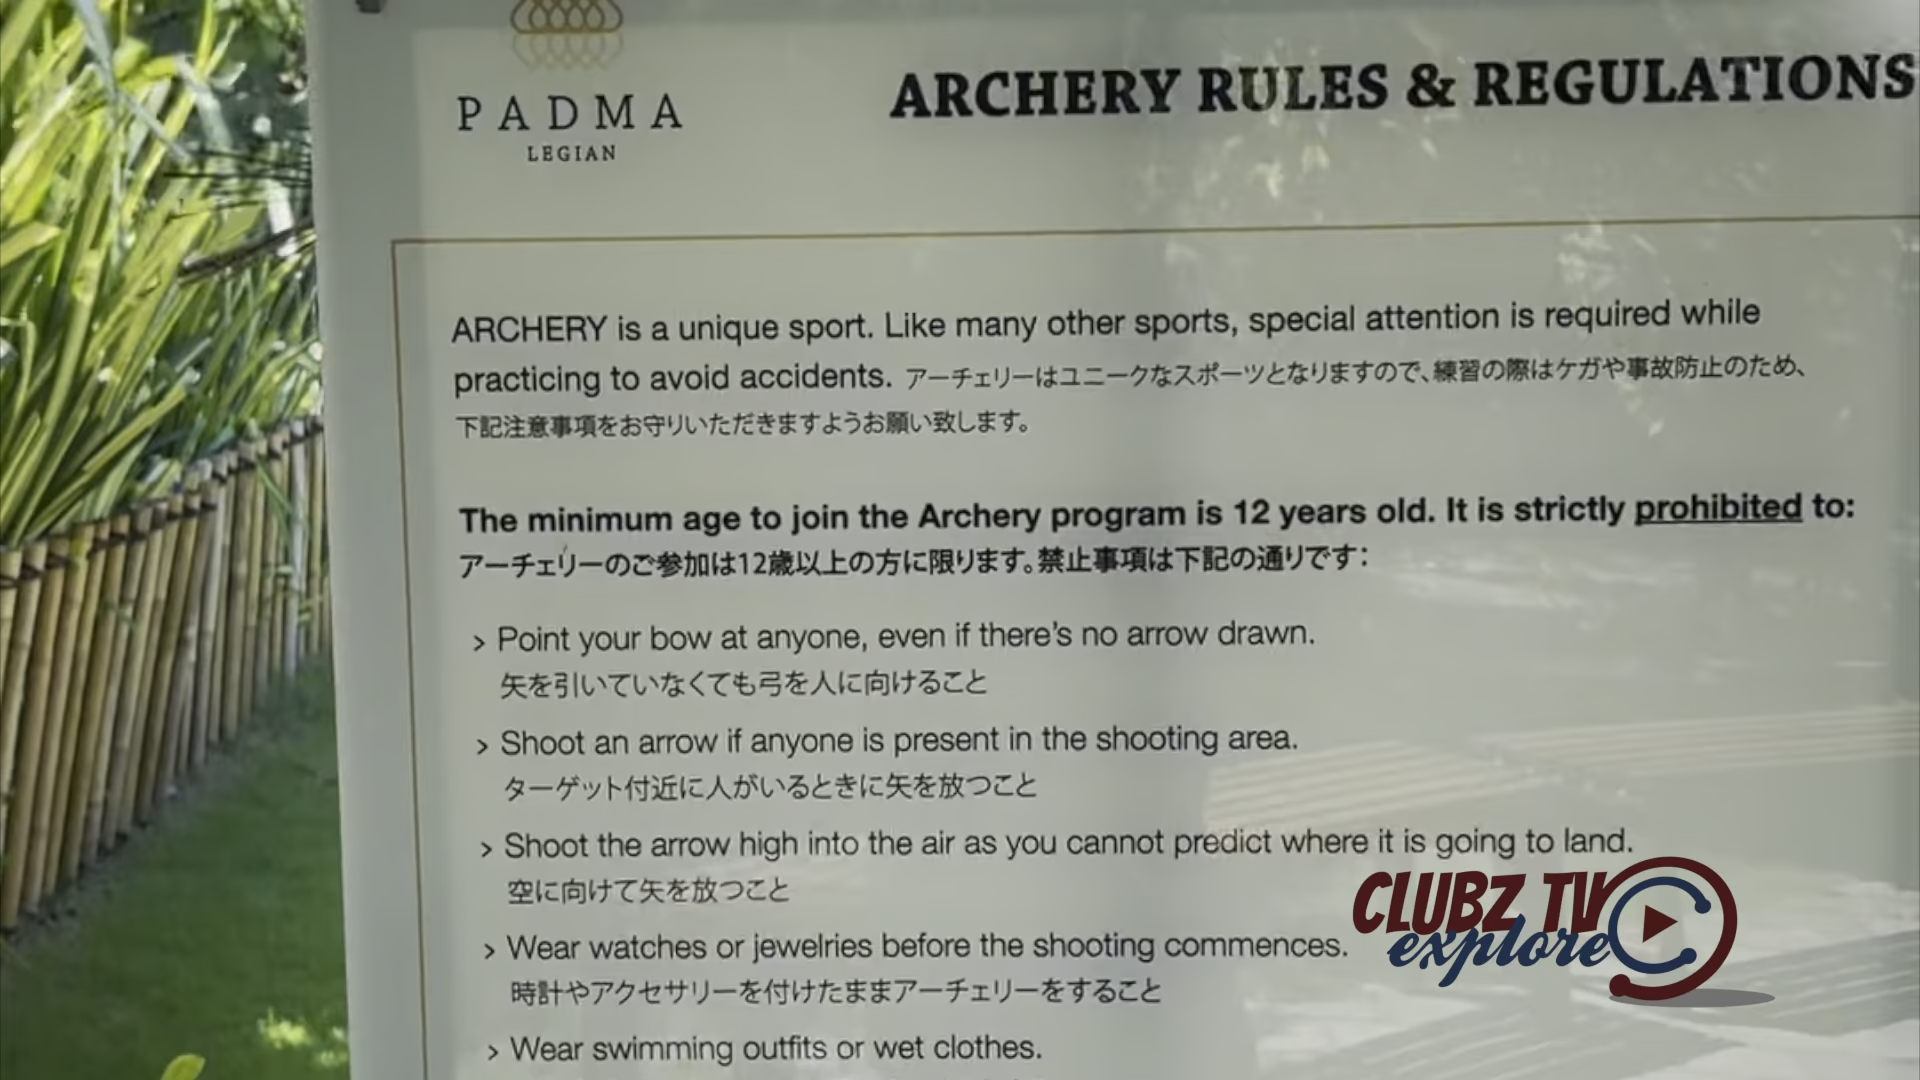 PADMA
LEGIAN
ARCHERY RULES & REGULATIONS
ARCHERY is a unique sport. Like many other sports, special attention is required while
practicing to avoid accidents. アーチェリーはユニークなスポーツとなりますので、練習の際はケガや事故防止のため、
下記注意事項をお守りいただきますようお願い致します。
The minimum age to join the Archery program is 12 years old. It is strictly prohibited to:
アーチェリーのご参加は12歳以上の方に限ります。禁止事項は下記の通りです：
> Point your bow at anyone, even if there's no arrow drawn.
矢を引いていなくても弓を人に向けること
> Shoot an arrow if anyone is present in the shooting area.
ターゲット付近に人がいるときに矢を放つこと
> Shoot the arrow high into the air as you cannot predict where it is going to land.
空に向けて矢を放つこと
> Wear watches or jewelries before the shooting commences.
時計やアクセサリーを付けたままアーチェリーをすること
> Wear swimming outfits or wet clothes.
CLUBZ TV
explore